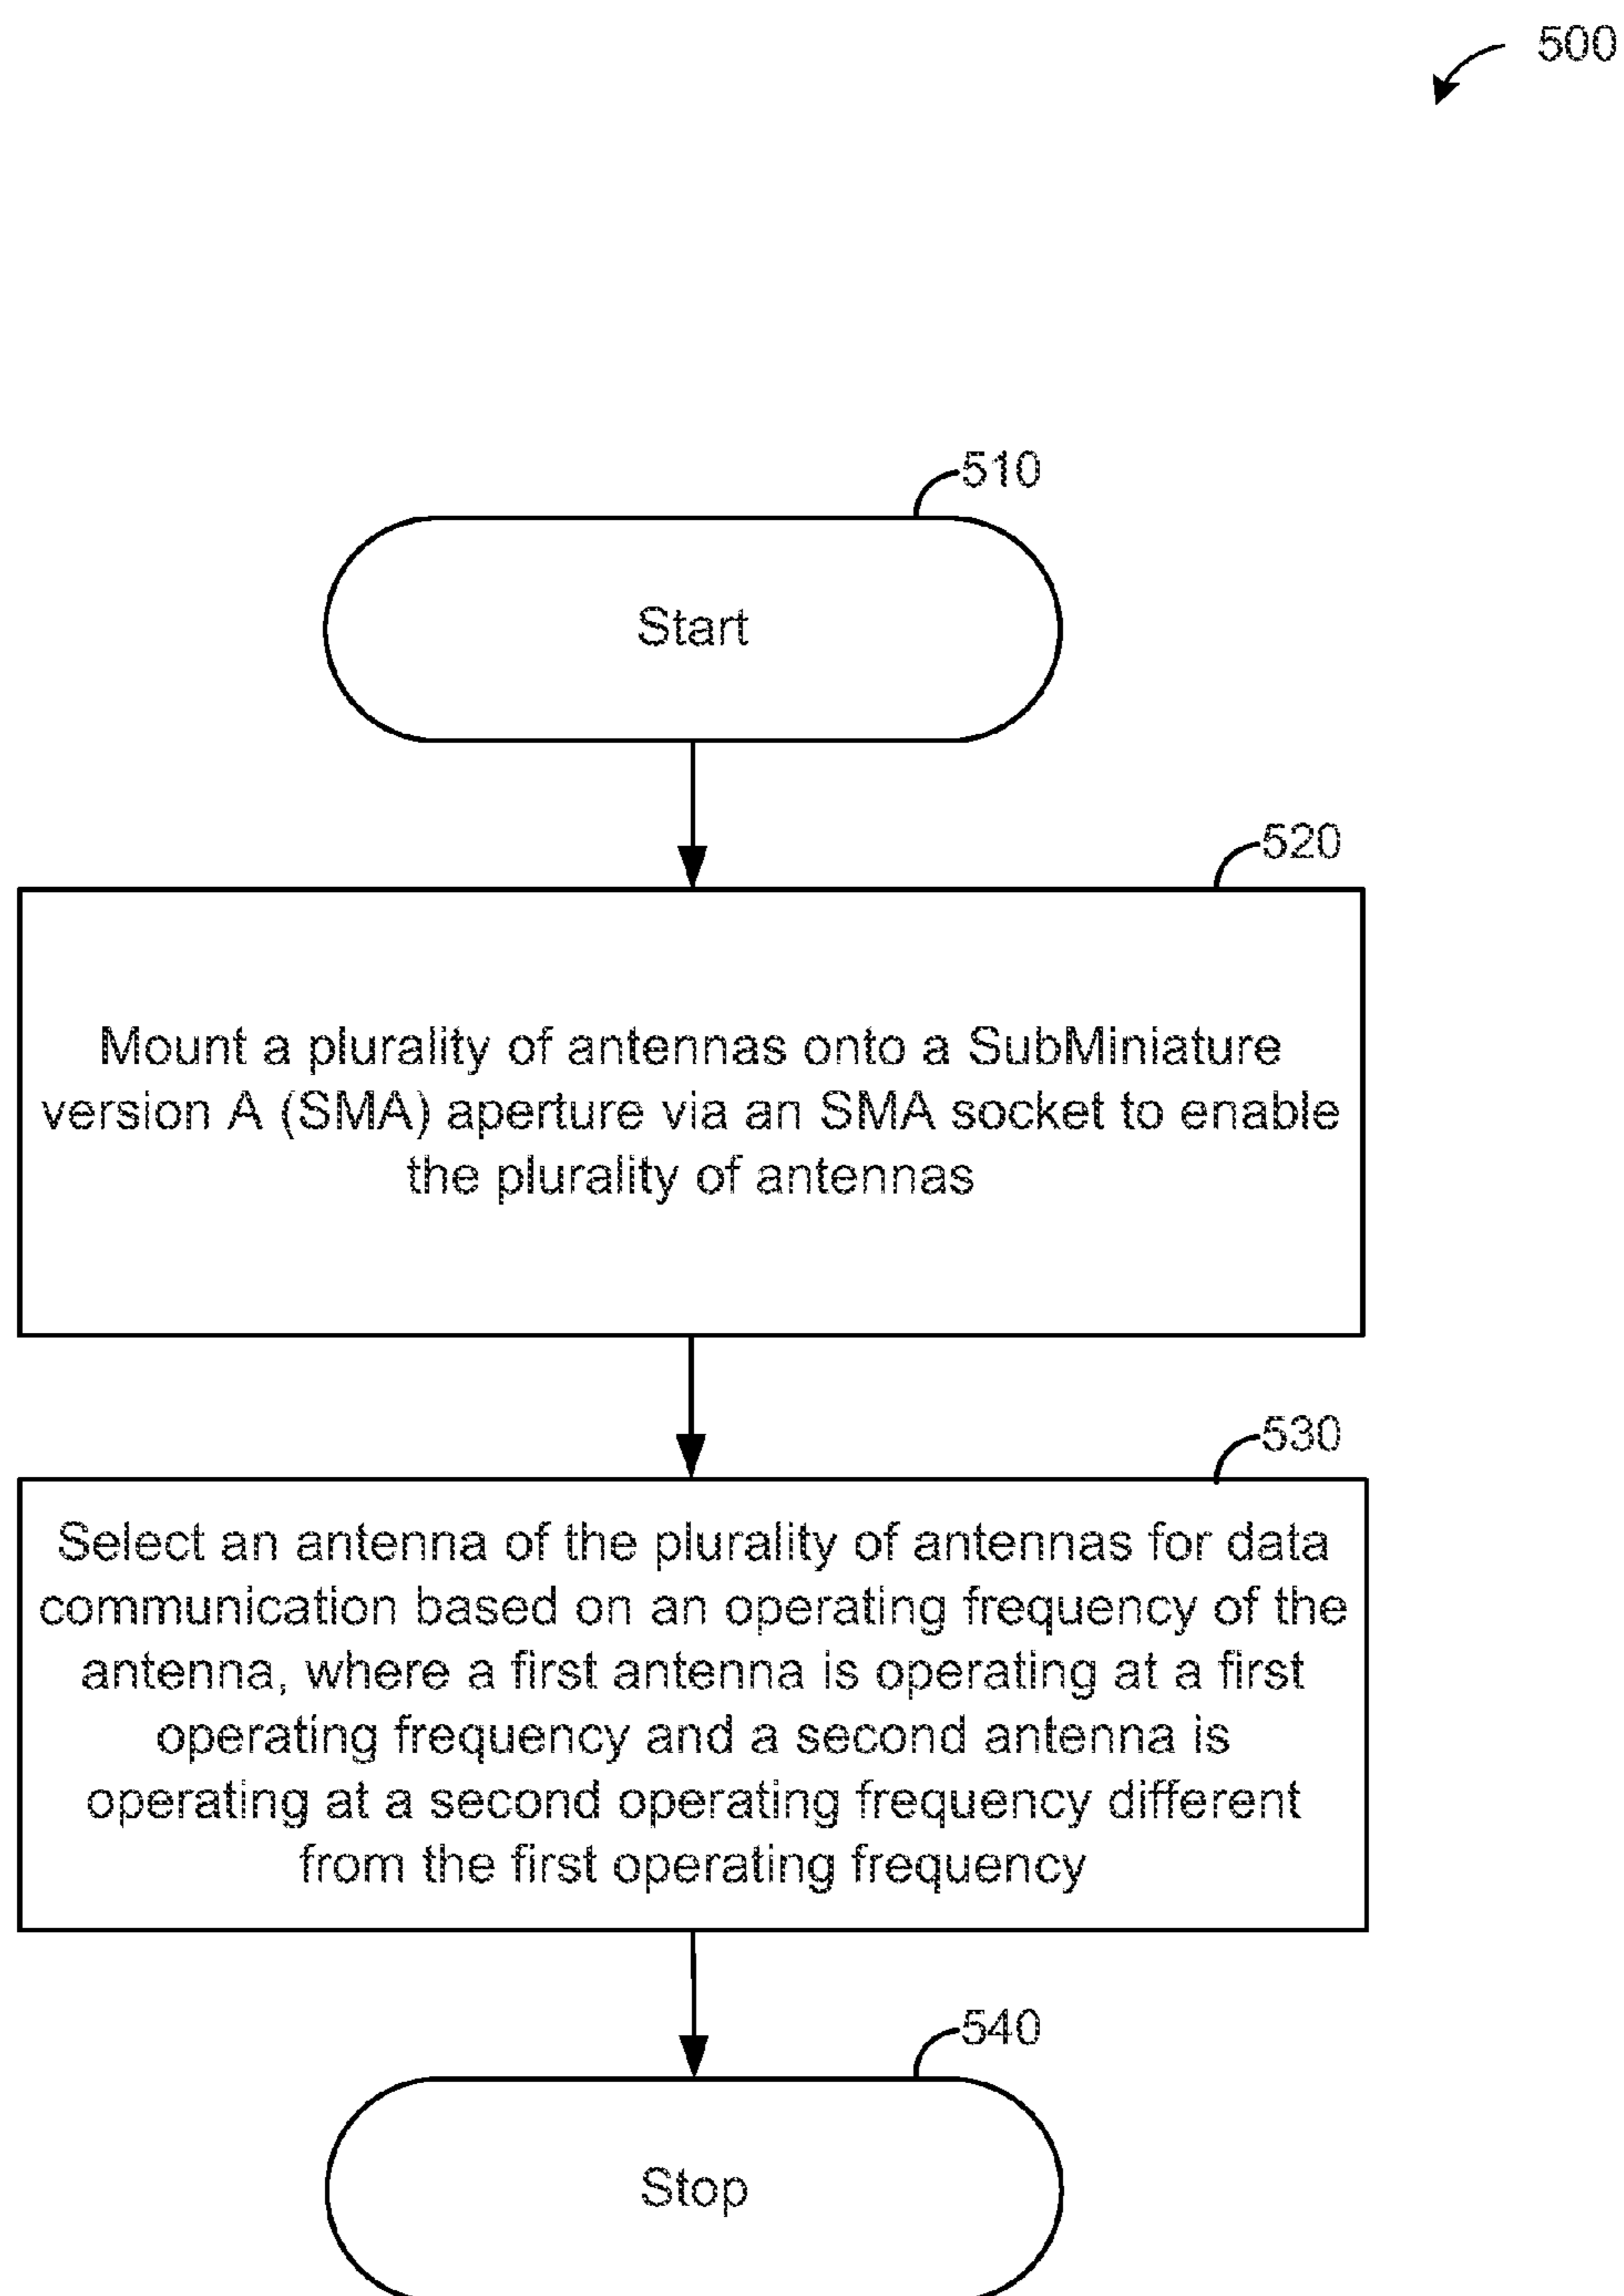 500
510
Start
520
Mount a plurality of antennas onto a SubMiniature
version A (SMA) aperture via an SMA socket to enable
the plurality of antennas
530
Select an antenna of the plurality of antennas for data
communication based on an operating frequency of the
antenna, where a first antenna is operating at a first
operating frequency and a second antenna is
operating at a second operating frequency different
from the first operating frequency
540
Stop